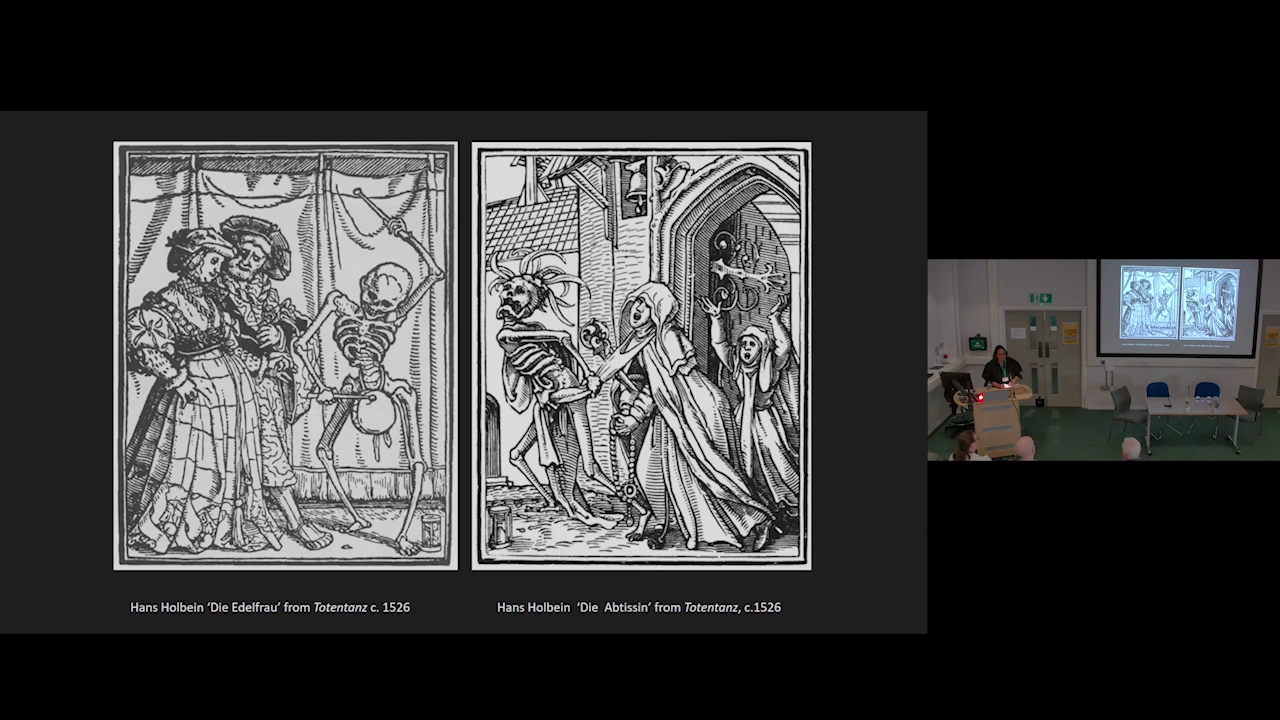 Hans Holbein ‘Die Edelfrau’ from Totentanz c. 1526
Hans Holbein ‘Die Abtissin’ from Totentanz, c.1526